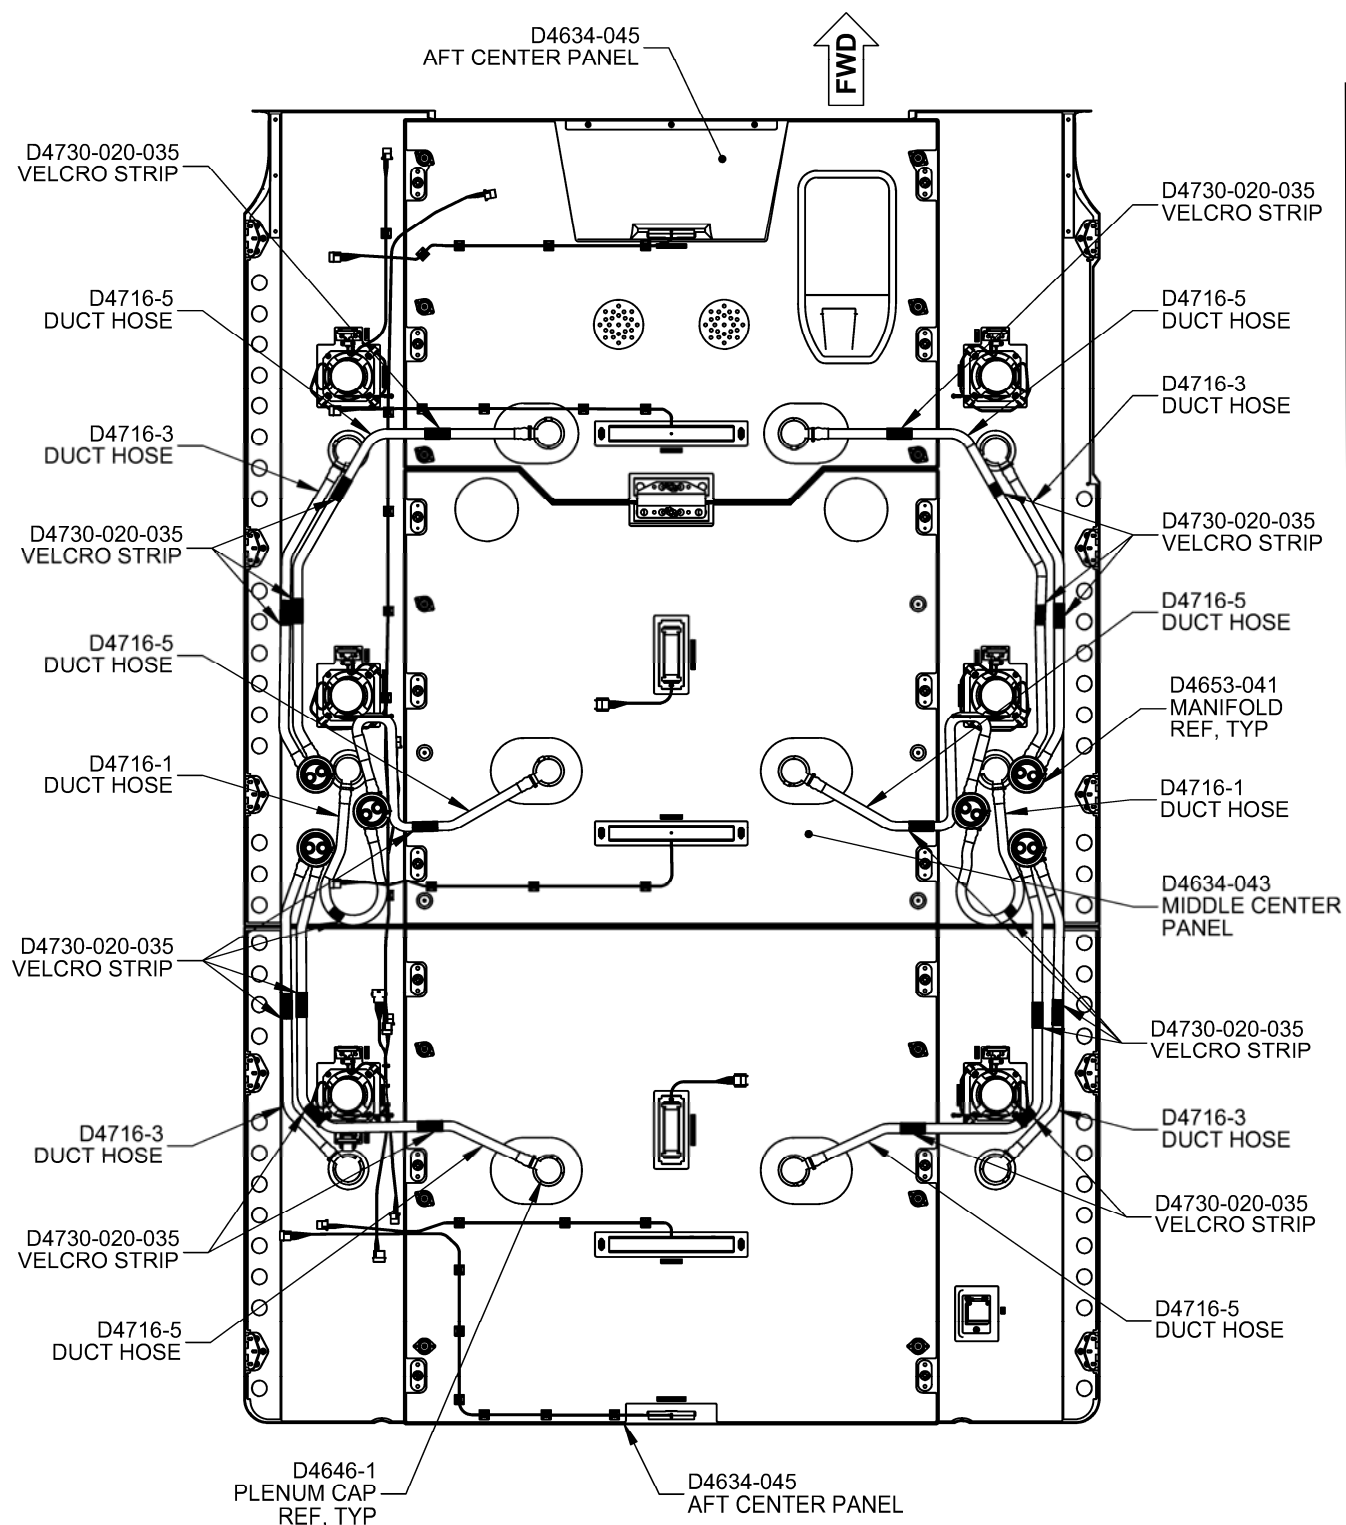 D4634-045
AFT CENTER PANEL
FWD
D4730-020-035
VELCRO STRIP
D4730-020-035
VELCRO STRIP
D4716-5
DUCT HOSE
D4716-5
DUCT HOSE
D4716-3
DUCT HOSE
D4716-3
DUCT HOSE
D4730-020-035
VELCRO STRIP
D4730-020-035
VELCRO STRIP
D4716-5
DUCT HOSE
D4716-5
DUCT HOSE
D4653-041
MANIFOLD
REF, TYP
D4716-1
DUCT HOSE
D4716-1
DUCT HOSE
D4634-043
MIDDLE CENTER
PANEL
D4730-020-035
VELCRO STRIP
D4730-020-035
VELCRO STRIP
D4716-3
DUCT HOSE
D4716-3
DUCT HOSE
D4730-020-035
VELCRO STRIP
D4730-020-035
VELCRO STRIP
D4716-5
DUCT HOSE
D4716-5
DUCT HOSE
D4646-1
PLENUM CAP
REF, TYP
D4634-045
AFT CENTER PANEL